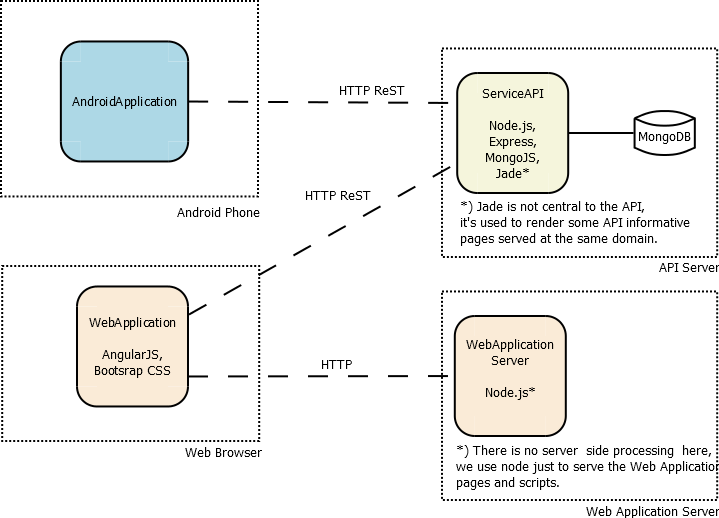 AndroidApplication
Android Phone
HTTP ReST
ServiceAPI
Node.js,
Express,
MongoJS,
Jade*
MongoDB
*) Jade is not central to the API,
it's used to render some API informative
pages served at the same domain.
API Server
HTTP ReST
WebApplication
AngularJS,
Bootsrap CSS
Web Browser
HTTP
WebApplication
Server
Node.js*
*) There is no server side processing here,
we use node just to serve the Web Application
pages and scripts.
Web Application Server